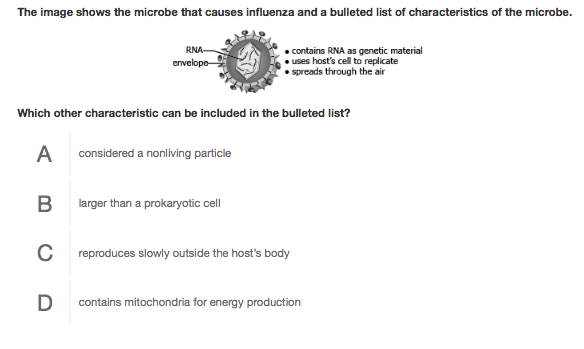 The image shows the microbe that causes influenza and a bulleted list of characteristics of the microbe.
RNA
envelope
• contains RNA as genetic material
• uses host's cell to replicate
• spreads through the air
Which other characteristic can be included in the bulleted list?
A considered a nonliving particle
B larger than a prokaryotic cell
C reproduces slowly outside the host's body
D contains mitochondria for energy production